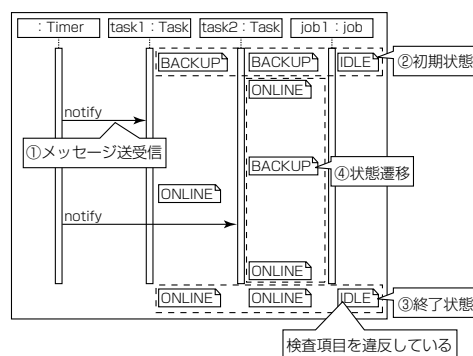 ：Timer
task1：Task
task2：Task
job1：job
BACKUP
BACKUP
IDLE
②初期状態
ONLINE
notify
①メッセージ送受信
BACKUP
④状態遷移
ONLINE
notify
ONLINE
ONLINE
ONLINE
IDLE
③終了状態
検査項目を違反している